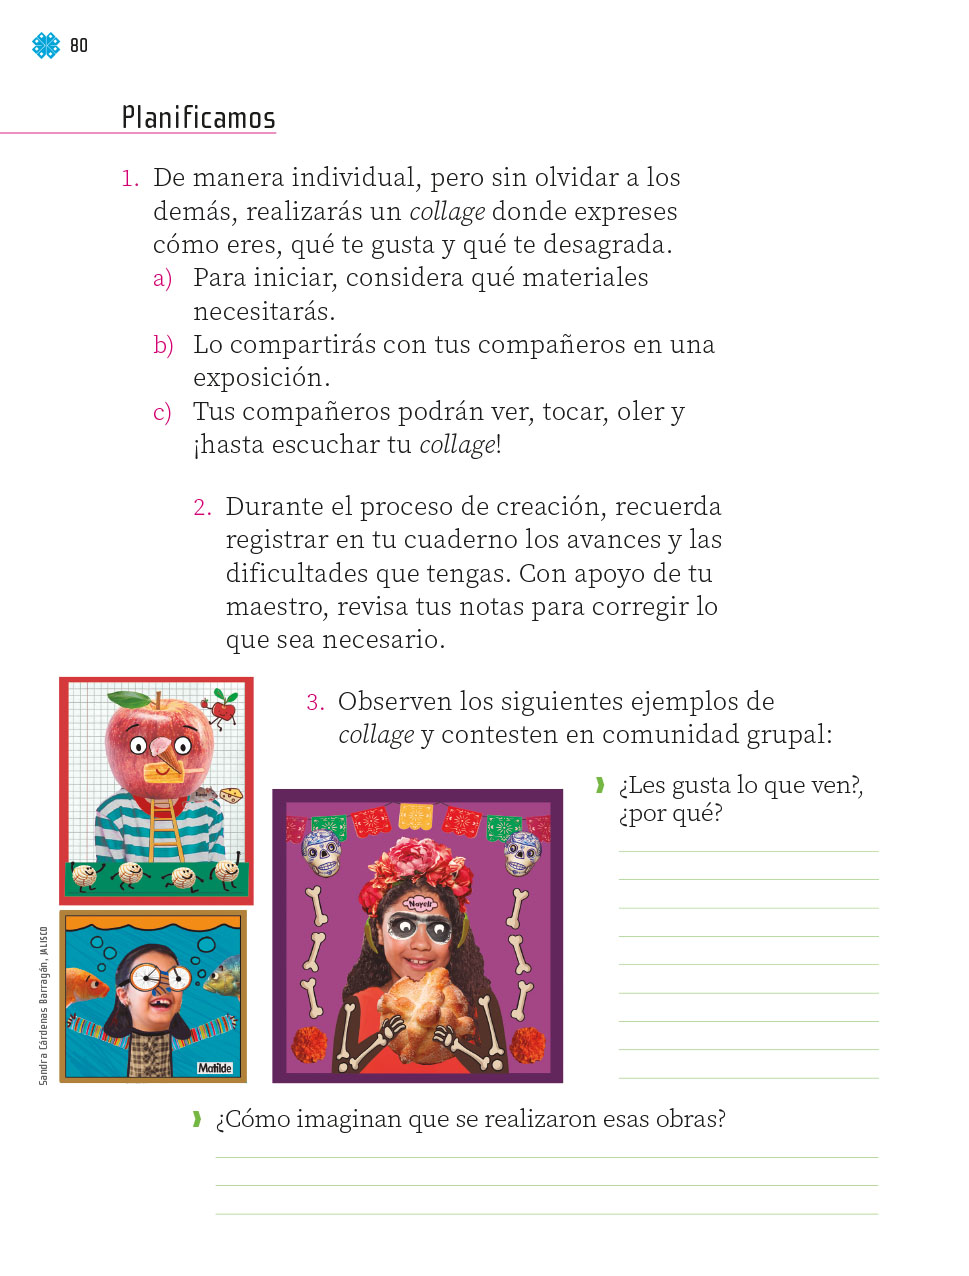 80
Planificamos
1. De manera individual, pero sin olvidar a los
demás, realizarás un collage donde expreses
cómo eres, qué te gusta y qué te desagrada.
a) Para iniciar, considera qué materiales
necesitarás.
b) Lo compartirás con tus compañeros en una
exposición.
c) Tus compañeros podrán ver, tocar, oler y
¡hasta escuchar tu collage!
2. Durante el proceso de creación, recuerda
registrar en tu cuaderno los avances y las
dificultades que tengas. Con apoyo de tu
maestro, revisa tus notas para corregir lo
que sea necesario.
3. Observen los siguientes ejemplos de
collage y contesten en comunidad grupal:
¿Les gusta lo que ven?,
¿por qué?
Nayeli
Matilde
Sandra Cárdenas Barragán, JALISCO
¿Cómo imaginan que se realizaron esas obras?